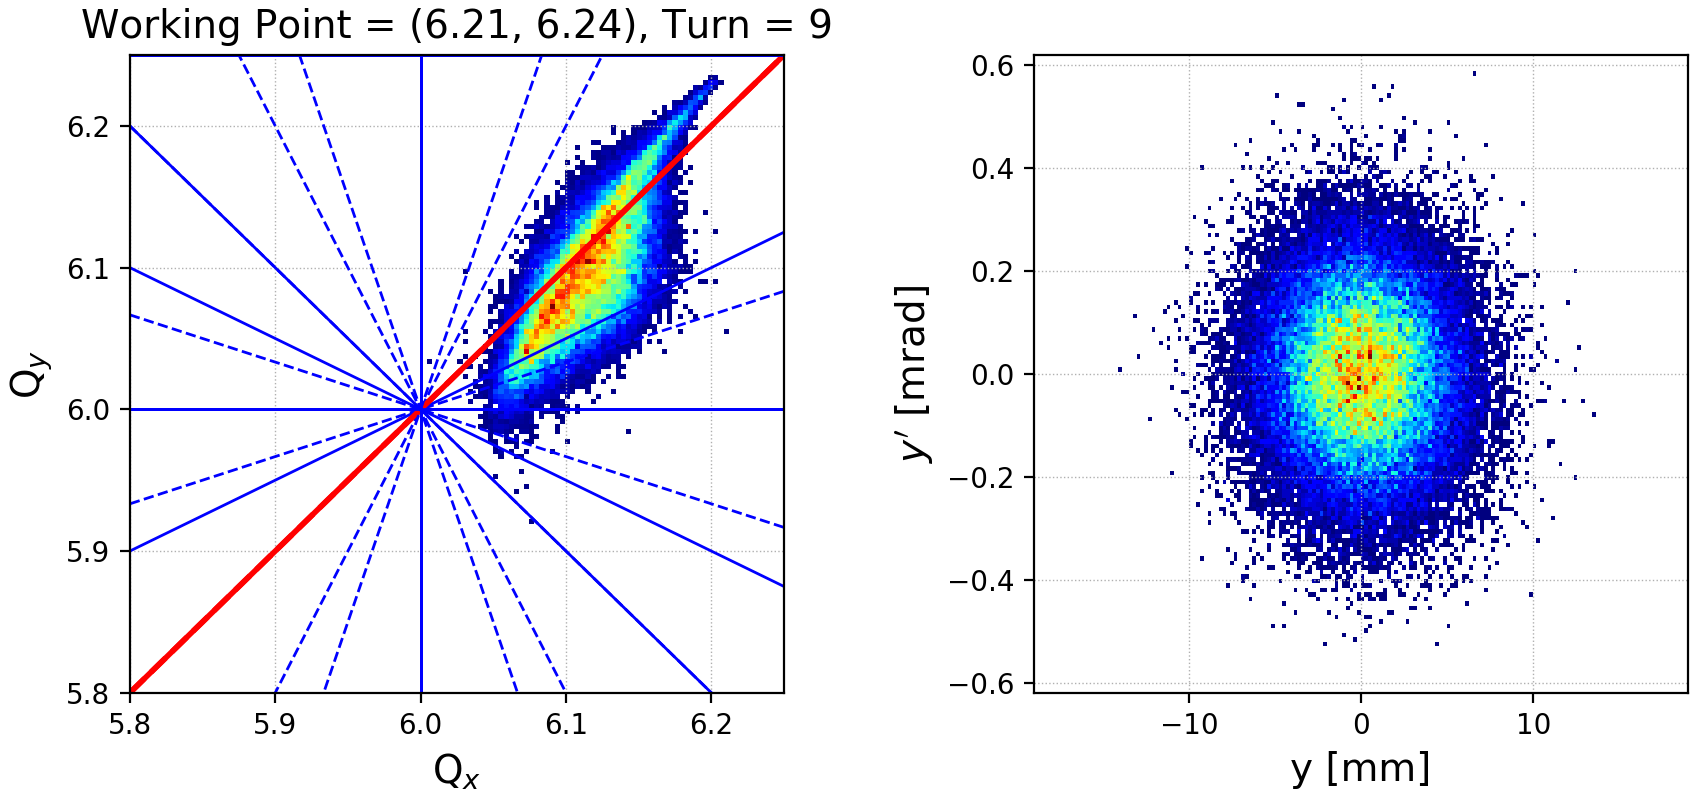 Working Point = (6.21, 6.24), Turn = 9
6.2
6.1
6.0
5.9
5.8
Q_y
5.8 5.9 6.0 6.1 6.2
Q_x
0.6
0.4
0.2
0.0
−0.2
−0.4
−0.6
y′ [mrad]
−10 0 10
y [mm]